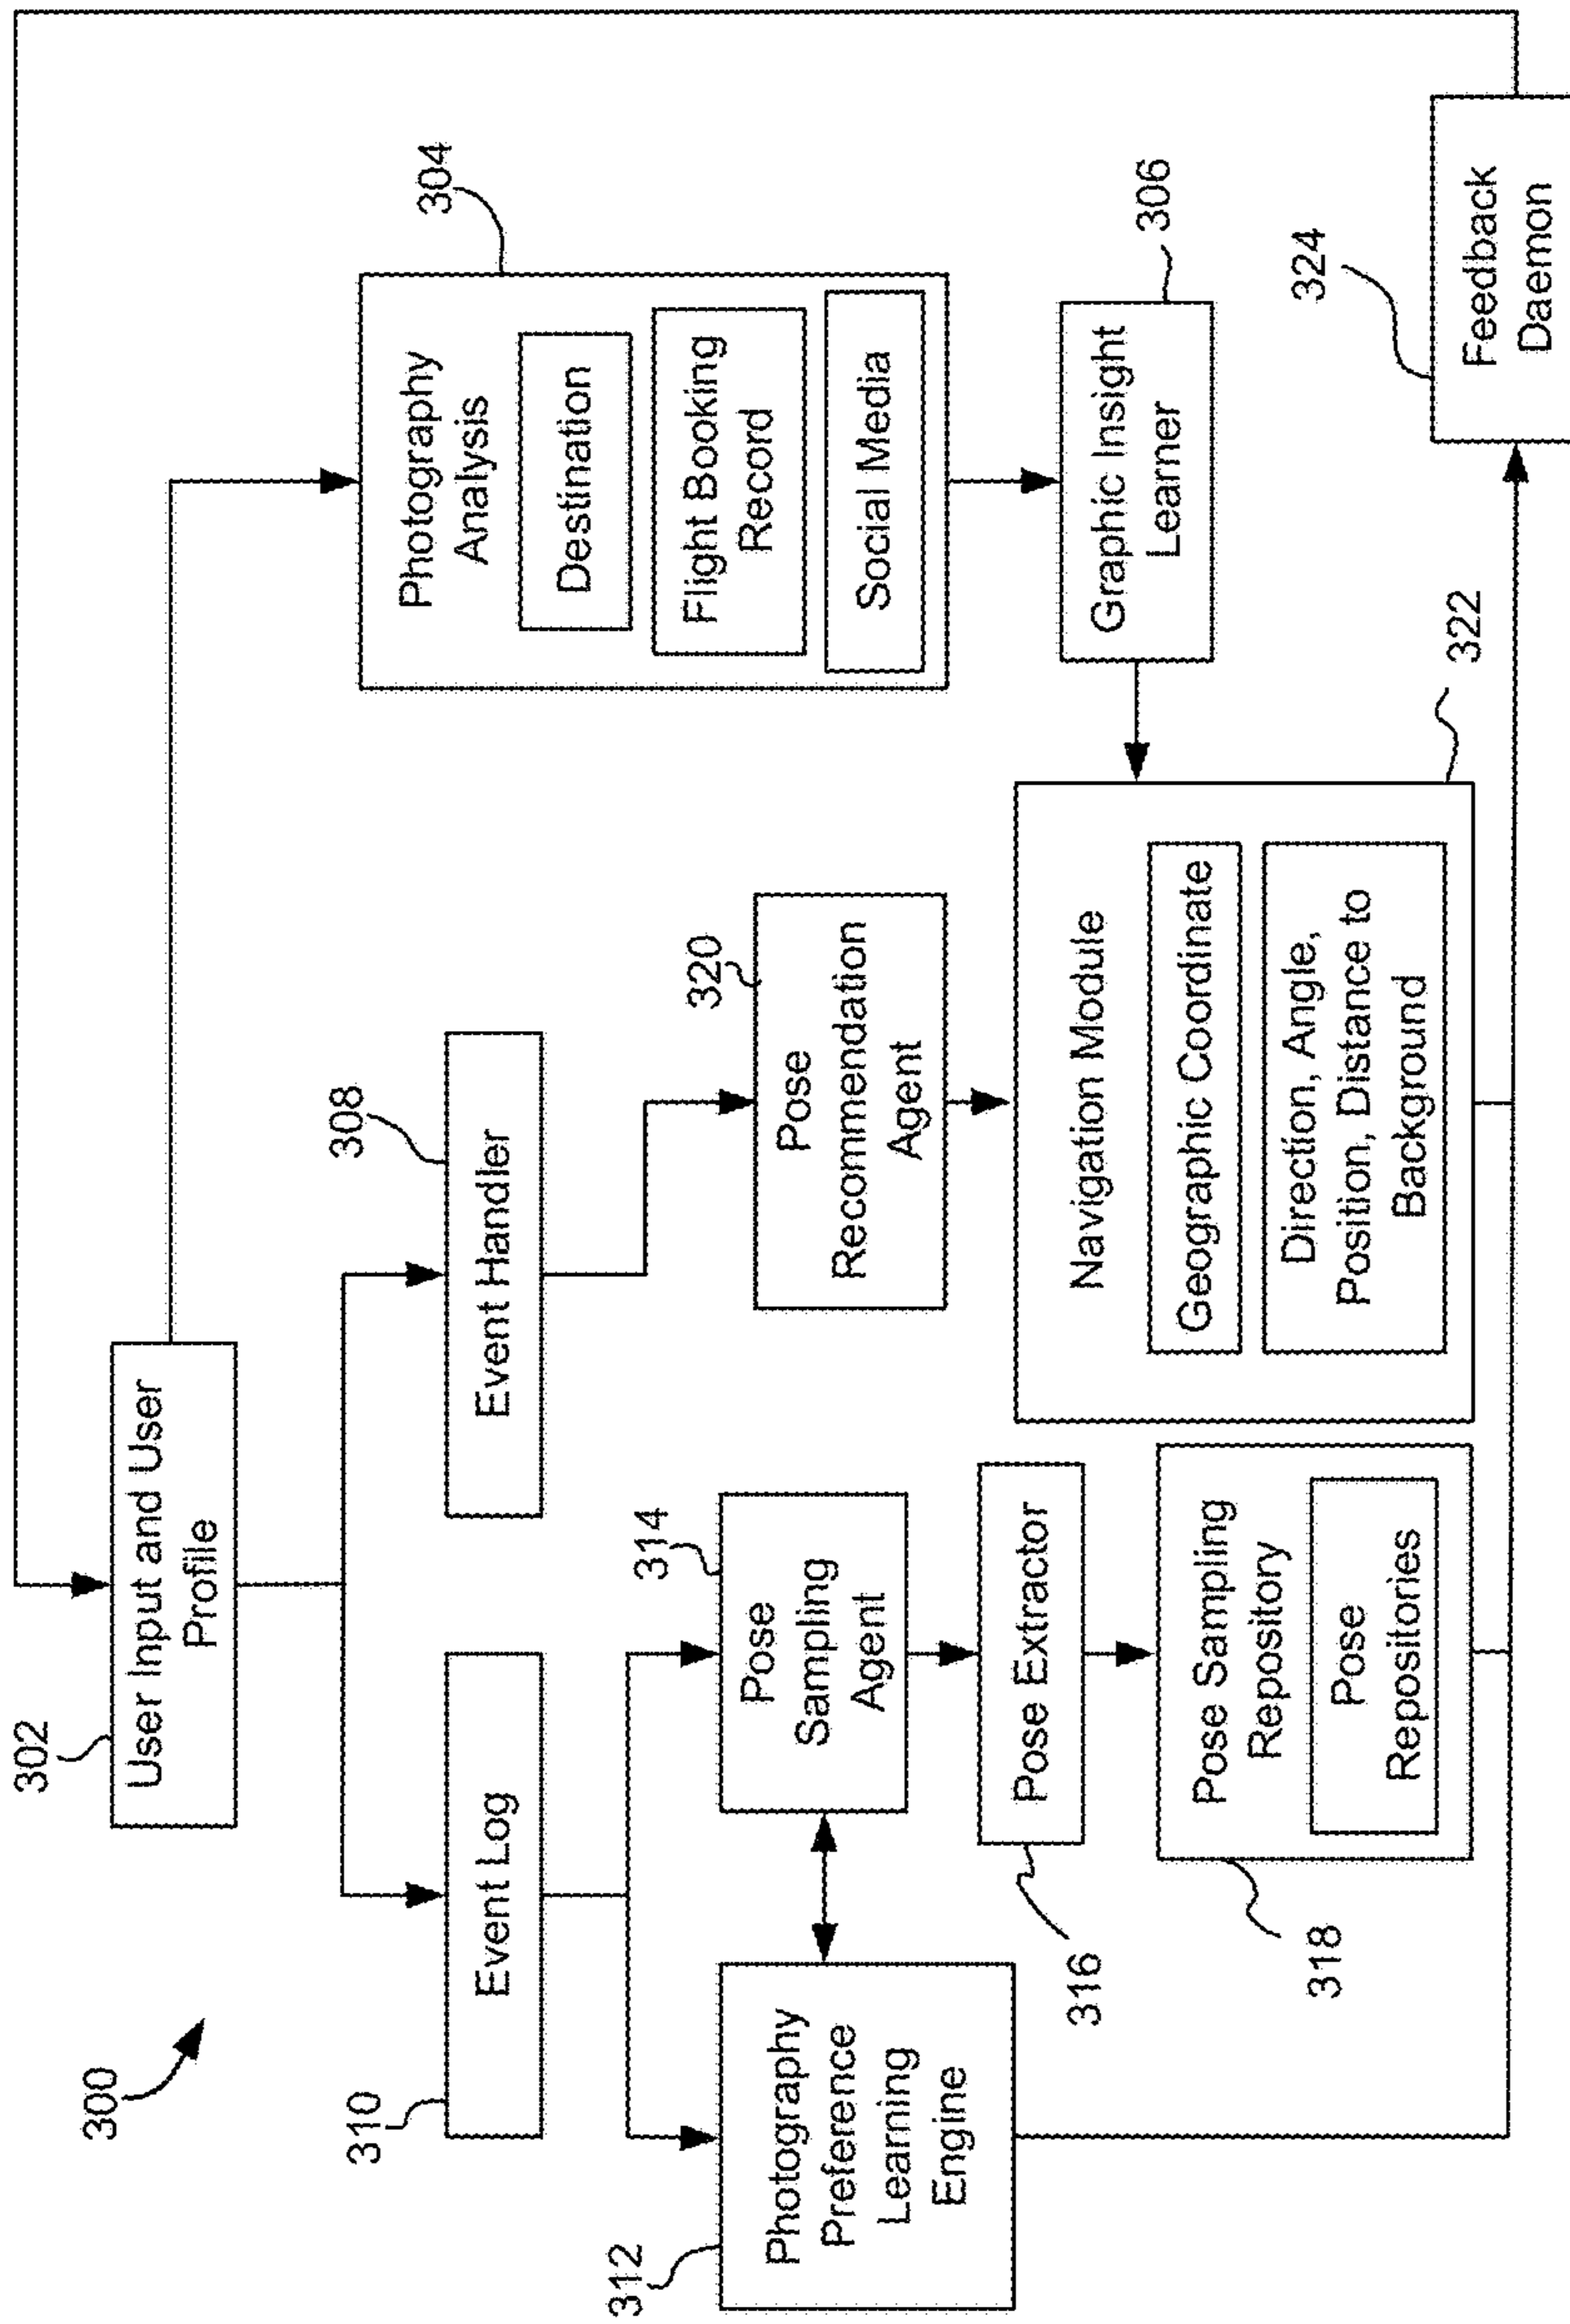 300
302
User Input and User
Profile
310
Event Log
308
Event Handler
304
Photography
Analysis
Destination
Flight Booking
Record
Social Media
312
Photography
Preference
Learning
Engine
314
Pose
Sampling
Agent
320
Pose
Recommendation
Agent
316
Pose Extractor
306
Graphic Insight
Learner
318
Pose Sampling
Repository
Pose
Repositories
322
Navigation Module
Geographic Coordinate
Direction, Angle,
Position, Distance to
Background
324
Feedback
Daemon